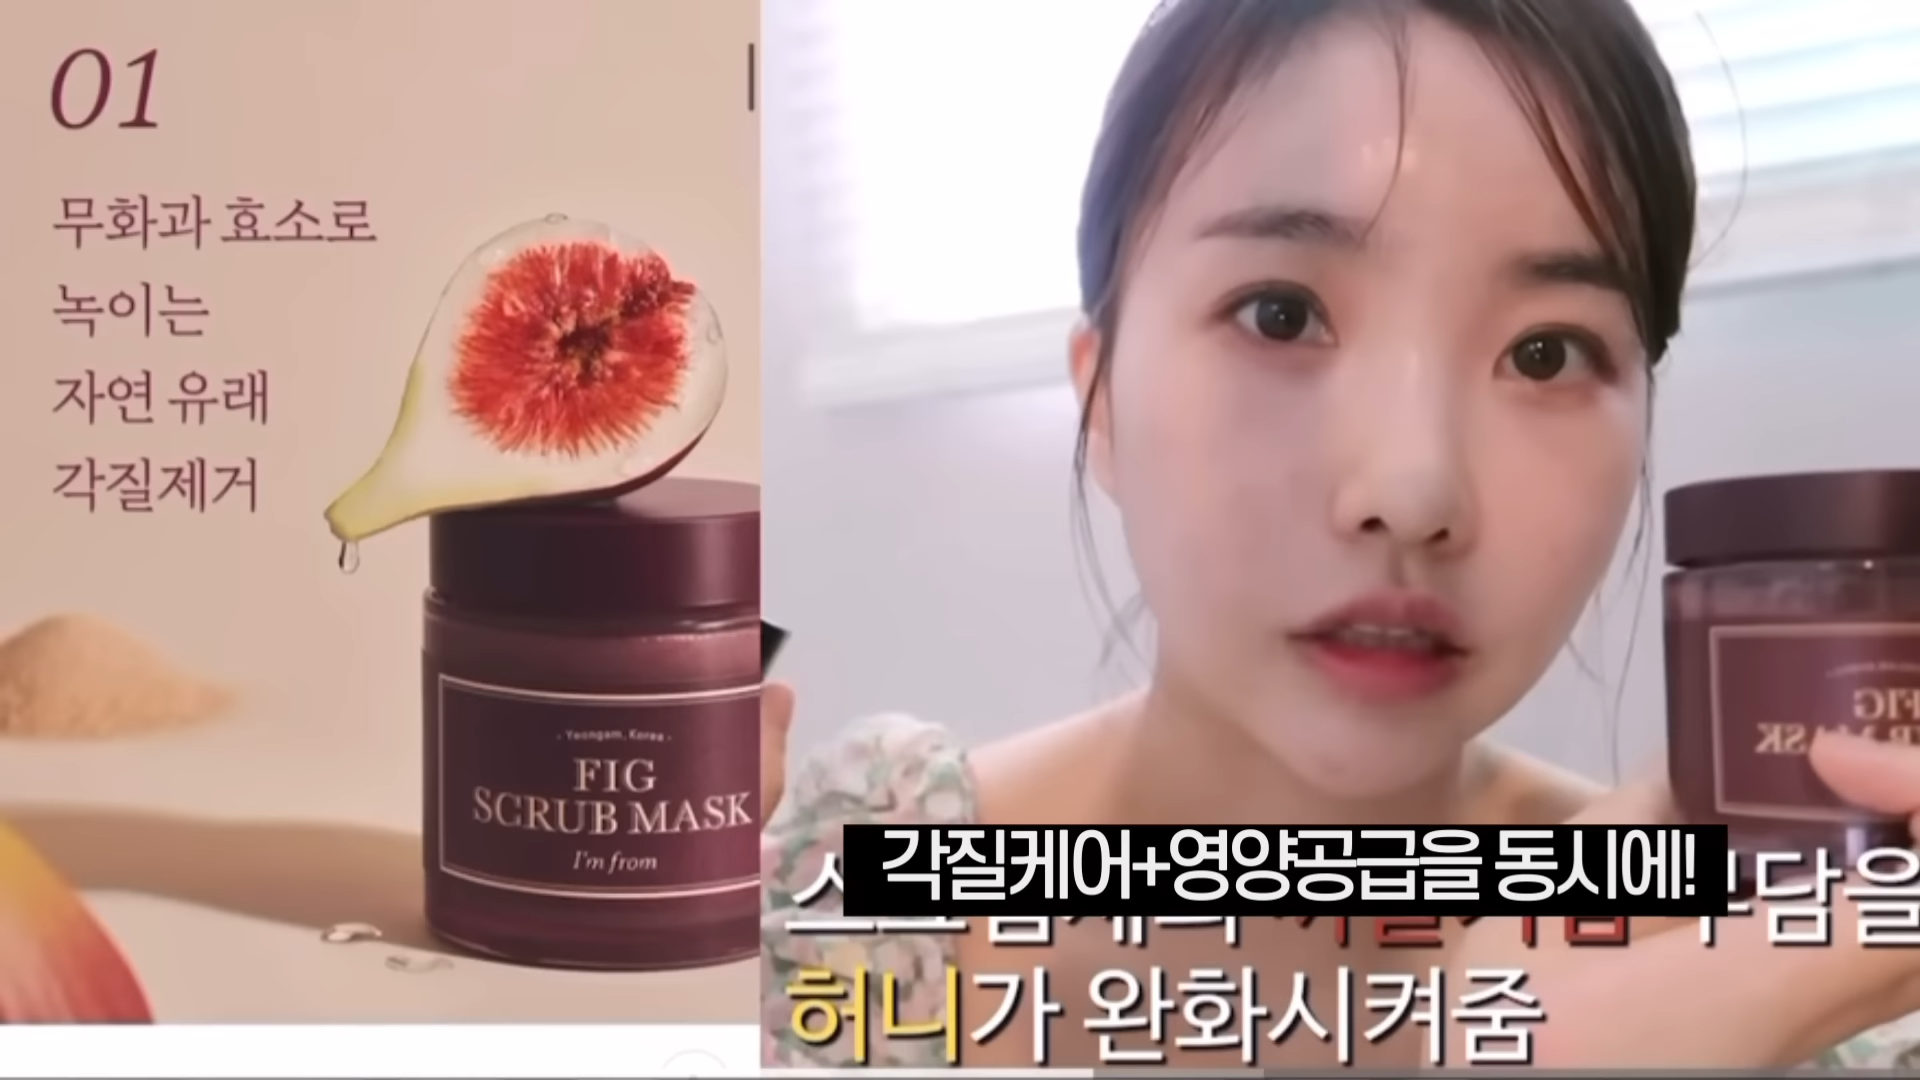 01
무화과 효소로
녹이는
자연 유래
각질제거
- Yeongam, Korea -
FIG
SCRUB MASK
I'm from
FIG
MASK
각질케어+영양공급을 동시에!
허니가 완화시켜줌